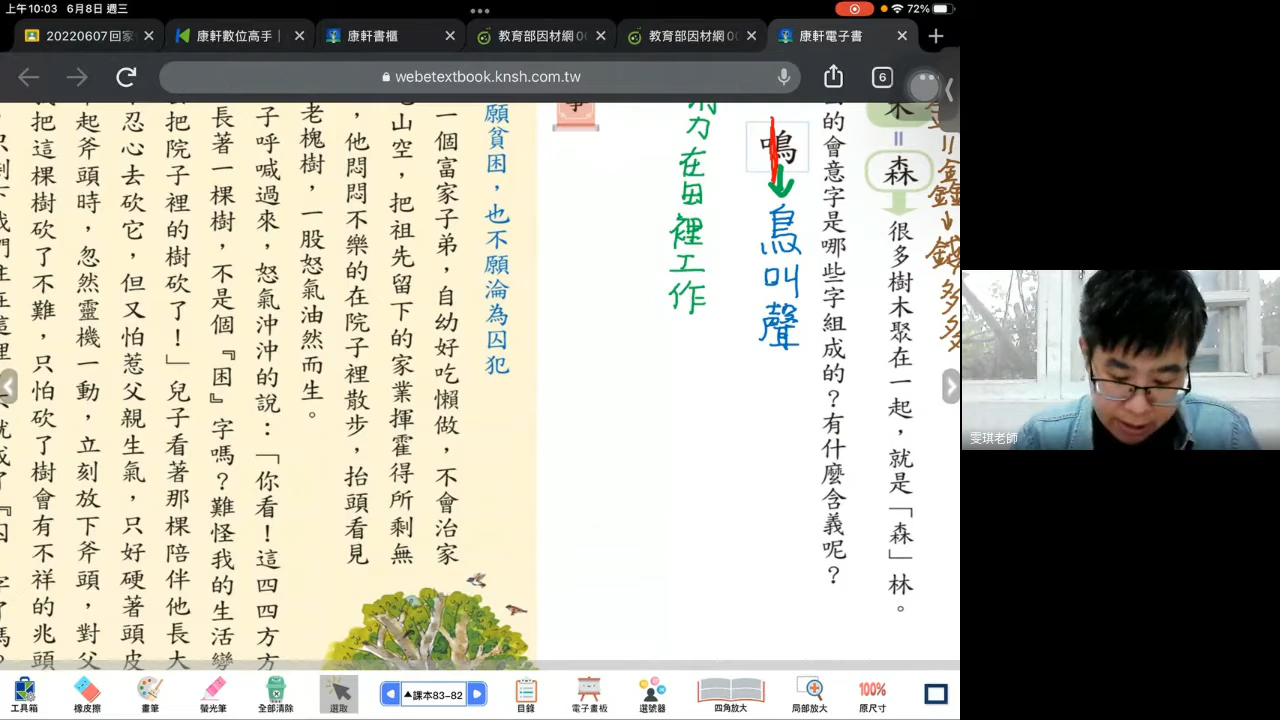 上午10:03 6月8日 週三
72%
20220607回家
康軒數位高手
康軒書櫃
教育部因材網 0
教育部因材網 0
康軒電子書
webetextbook.knsh.com.tw
6
木
=
森
很多樹木聚在一起，就是「森」林。
的會意字是哪些字組成的？有什麼含義呢？
鳴
鳥叫聲
力在田裡工作
願貧困，也不願淪為囚犯
一個富家子弟，自幼好吃懶做，不會治家
山空，把祖先留下的家業揮霍得所剩無
，他悶悶不樂的在院子裡散步，抬頭看見
老槐樹，一股怒氣油然而生。
子呼喊過來，怒氣沖沖的說：「你看！這四四方方
長著一棵樹，不是個『困』字嗎？難怪我的生活變
把院子裡的樹砍了！」兒子看著那棵陪伴他長大
忍心去砍它，但又怕惹父親生氣，只好硬著頭皮
起斧頭時，忽然靈機一動，立刻放下斧頭，對父
把這棵樹砍了不難，只怕砍了樹會有不祥的兆頭
雯琪老師
工具箱
橡皮擦
畫筆
螢光筆
全部清除
選取
▲課本83-82
目錄
電子畫板
選號器
四角放大
局部放大
100%
原尺寸